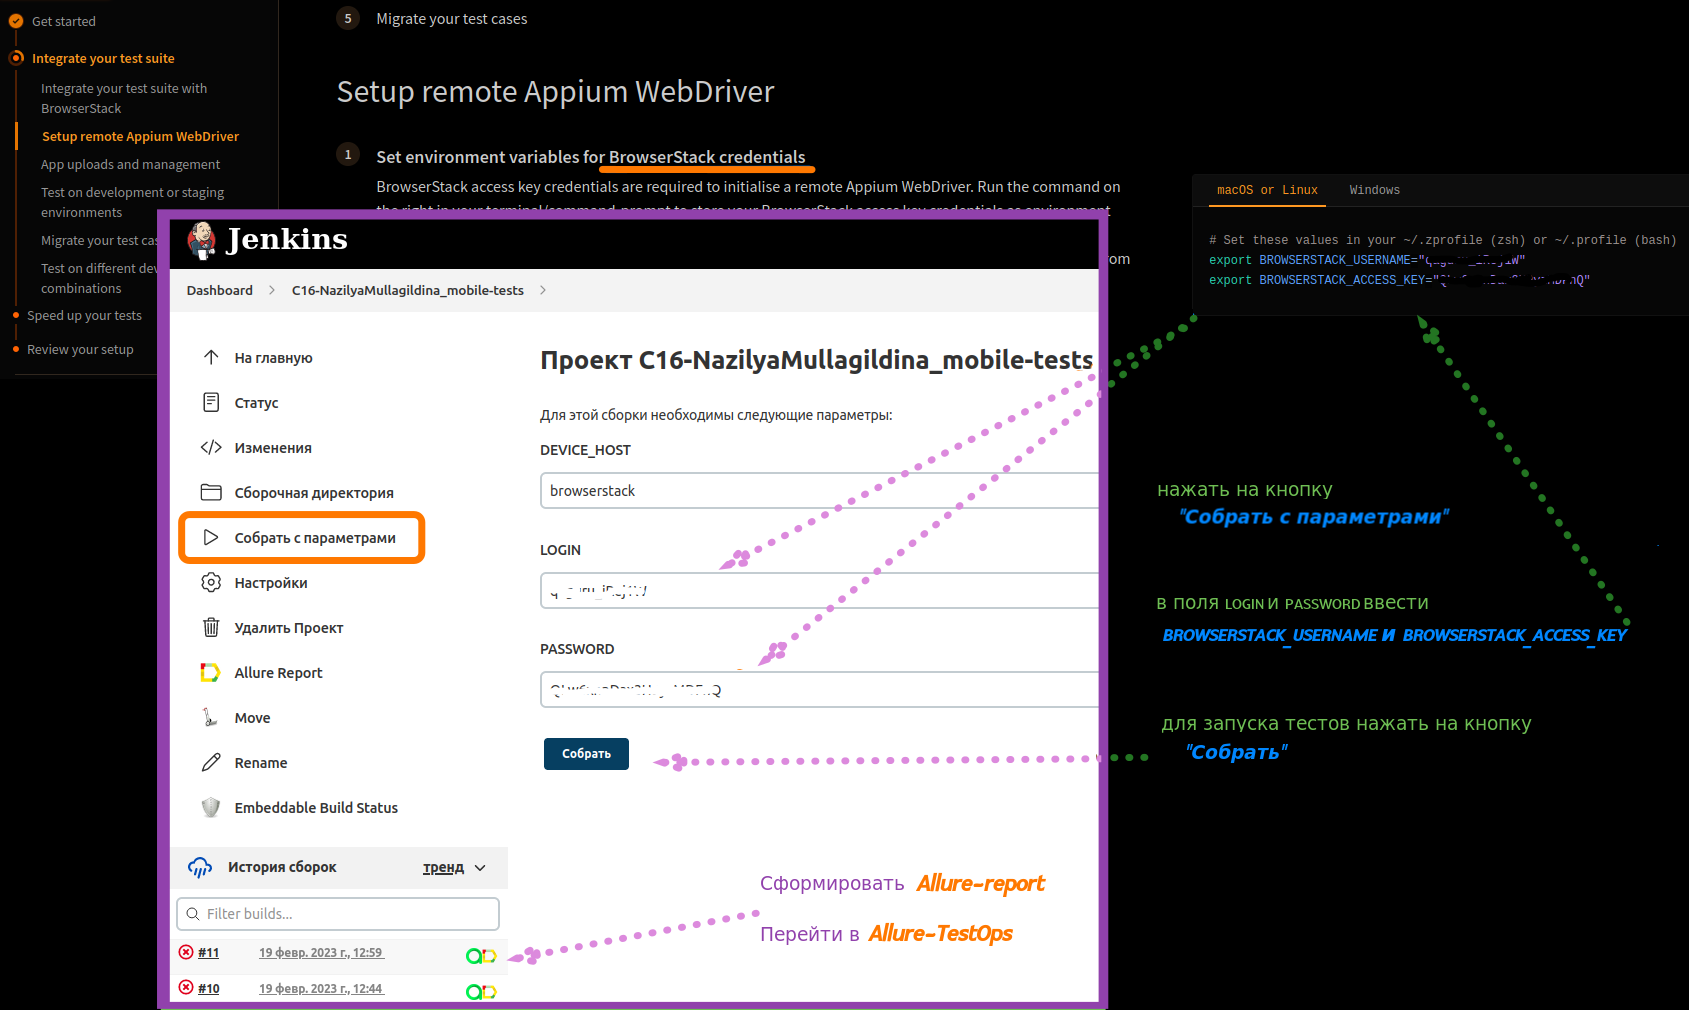 Get started
Integrate your test suite
Integrate your test suite with
BrowserStack
Setup remote Appium WebDriver
App uploads and management
Test on development or staging
environments
Migrate your test cas
Test on different dev
combinations
Speed up your tests
Review your setup
5 Migrate your test cases
Setup remote Appium WebDriver
1 Set environment variables for BrowserStack credentials
BrowserStack access key credentials are required to initialise a remote Appium WebDriver. Run the command on
the right in your terminal/command-prompt to store your BrowserStack access key credentials as environment
om
macOS or Linux Windows
# Set these values in your ~/.zprofile (zsh) or ~/.profile (bash)
export BROWSERSTACK_USERNAME="
export BROWSERSTACK_ACCESS_KEY="
Jenkins
Dashboard C16-NazilyaMullagildina_mobile-tests
На главную
Статус
Изменения
Сборочная директория
Собрать с параметрами
Настройки
Удалить Проект
Allure Report
Move
Rename
Embeddable Build Status
История сборок тренд
Filter builds...
#11 19 февр. 2023 г., 12:59
#10 19 февр. 2023 г., 12:44
Проект C16-NazilyaMullagildina_mobile-tests
Для этой сборки необходимы следующие параметры:
DEVICE_HOST
browserstack
LOGIN
PASSWORD
Собрать
Сформировать Allure-report
Перейти в Allure-TestOps
нажать на кнопку
"Собрать с параметрами"
в поля LOGIN и PASSWORD ввести
BROWSERSTACK_USERNAME И BROWSERSTACK_ACCESS_KEY
для запуска тестов нажать на кнопку
"Собрать"